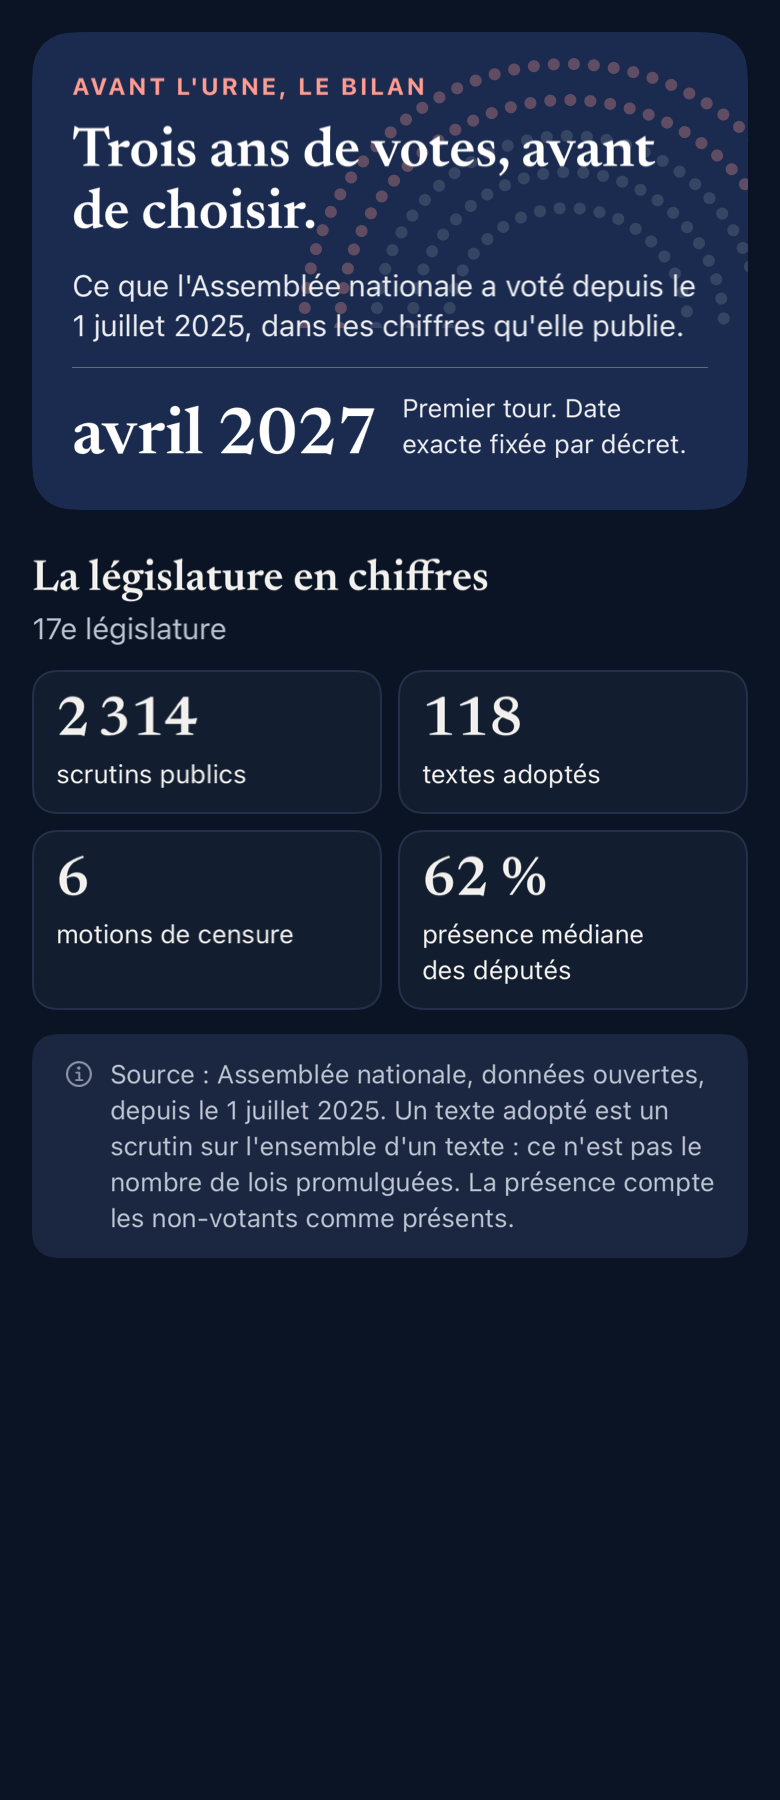 AVANT L'URNE, LE BILAN
Trois ans de votes, avant
de choisir.
Ce que l'Assemblée nationale a voté depuis le
1 juillet 2025, dans les chiffres qu'elle publie.
avril 2027
Premier tour. Date
exacte fixée par décret.
La législature en chiffres
17e législature
2 314
scrutins publics
118
textes adoptés
6
motions de censure
62 %
présence médiane
des députés
Source : Assemblée nationale, données ouvertes,
depuis le 1 juillet 2025. Un texte adopté est un
scrutin sur l'ensemble d'un texte : ce n'est pas le
nombre de lois promulguées. La présence compte
les non-votants comme présents.